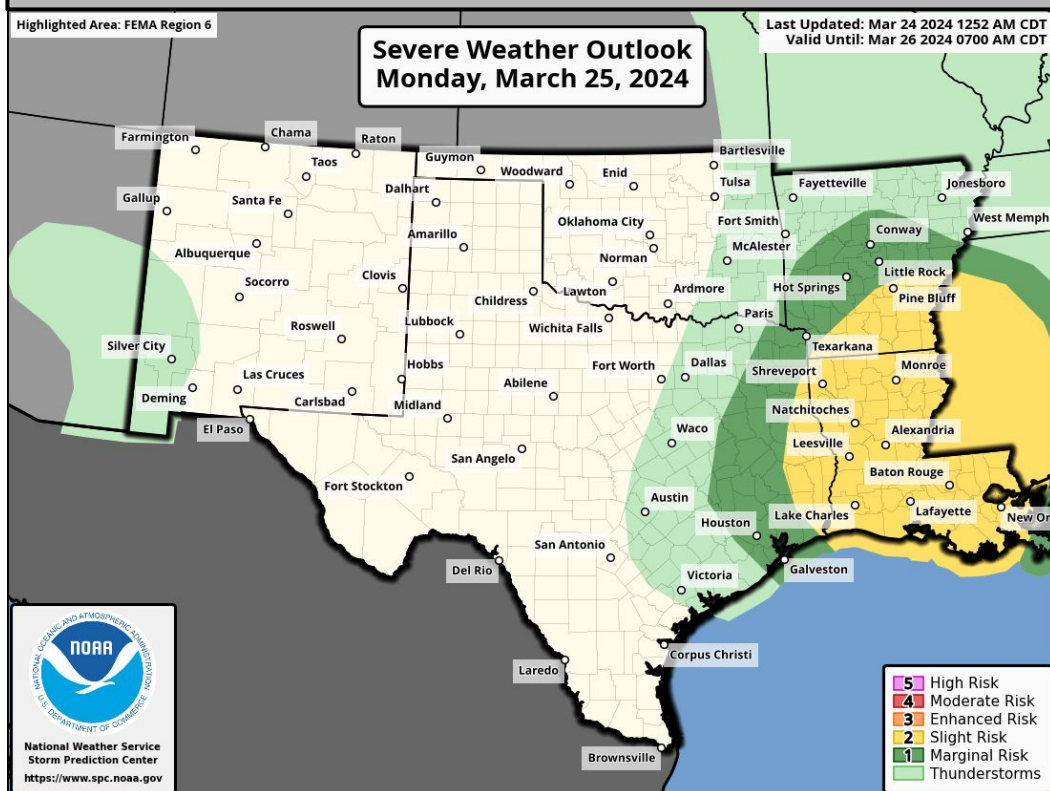 Highlighted Area: FEMA Region 6
Last Updated: Mar 24 2024 1252 AM CDT
Valid Until: Mar 26 2024 0700 AM CDT
Severe Weather Outlook
Monday, March 25, 2024
Farmington
Chama
Raton
Taos
Guymon
Woodward
Enid
Bartlesville
Tulsa
Fayetteville
Jonesboro
Gallup
Santa Fe
Dalhart
Oklahoma City
Fort Smith
West Memph
Conway
Albuquerque
Amarillo
Norman
McAlester
Little Rock
Socorro
Clovis
Childress
Lawton
Ardmore
Hot Springs
Pine Bluff
Roswell
Lubbock
Wichita Falls
Paris
Texarkana
Silver City
Las Cruces
Hobbs
Fort Worth
Dallas
Shreveport
Monroe
Deming
Carlsbad
Midland
Abilene
Natchitoches
El Paso
Waco
Leesville
Alexandria
San Angelo
Baton Rouge
Fort Stockton
Austin
Houston
Lake Charles
Lafayette
New Or
San Antonio
Del Rio
Victoria
Galveston
Laredo
Corpus Christi
Brownsville
NATIONAL OCEANIC AND ATMOSPHERIC ADMINISTRATION
NOAA
U.S. DEPARTMENT OF COMMERCE
National Weather Service
Storm Prediction Center
https://www.spc.noaa.gov
5 High Risk
4 Moderate Risk
3 Enhanced Risk
2 Slight Risk
1 Marginal Risk
Thunderstorms